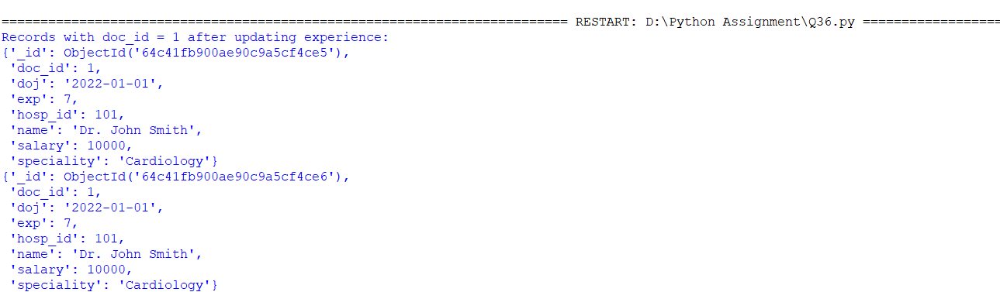 ========================================================================= RESTART: D:\Python Assignment\Q36.py ==================
Records with doc_id = 1 after updating experience:
{'_id': ObjectId('64c41fb900ae90c9a5cf4ce5'),
 'doc_id': 1,
 'doj': '2022-01-01',
 'exp': 7,
 'hosp_id': 101,
 'name': 'Dr. John Smith',
 'salary': 10000,
 'speciality': 'Cardiology'}
{'_id': ObjectId('64c41fb900ae90c9a5cf4ce6'),
 'doc_id': 1,
 'doj': '2022-01-01',
 'exp': 7,
 'hosp_id': 101,
 'name': 'Dr. John Smith',
 'salary': 10000,
 'speciality': 'Cardiology'}